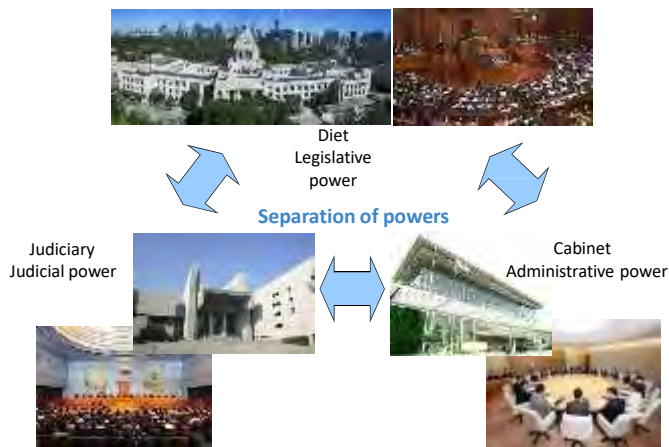 Diet
Legislative
power
Separation of powers
Judiciary
Judicial power
Cabinet
Administrative power